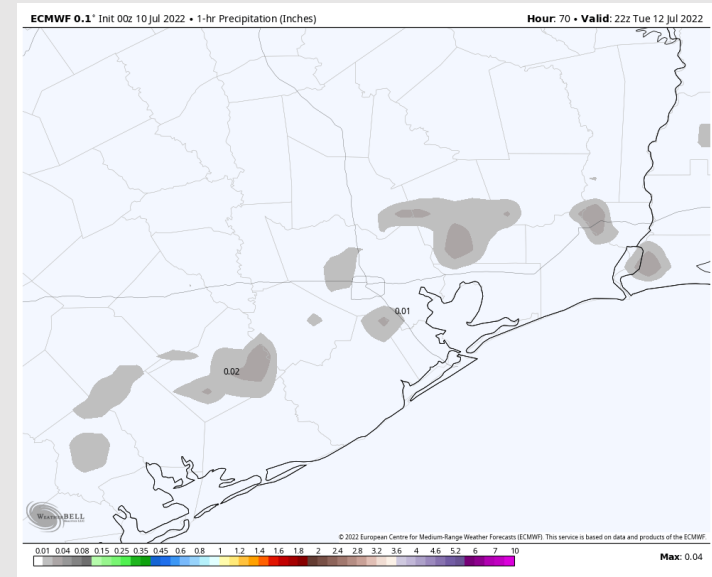 ECMWF 0.1° Init 00z 10 Jul 2022 • 1-hr Precipitation (Inches)
Hour: 70 • Valid: 22z Tue 12 Jul 2022
0.01
0.02
WeatherBELL
© 2022 European Centre for Medium-Range Weather Forecasts (ECMWF). This service is based on data and products of the ECMWF.
0.01 0.04 0.08 0.15 0.25 0.35 0.45 0.6 0.8 1 1.2 1.4 1.6 1.8 2 2.4 2.8 3.2 3.6 4 4.6 5.2 7 10
Max: 0.04